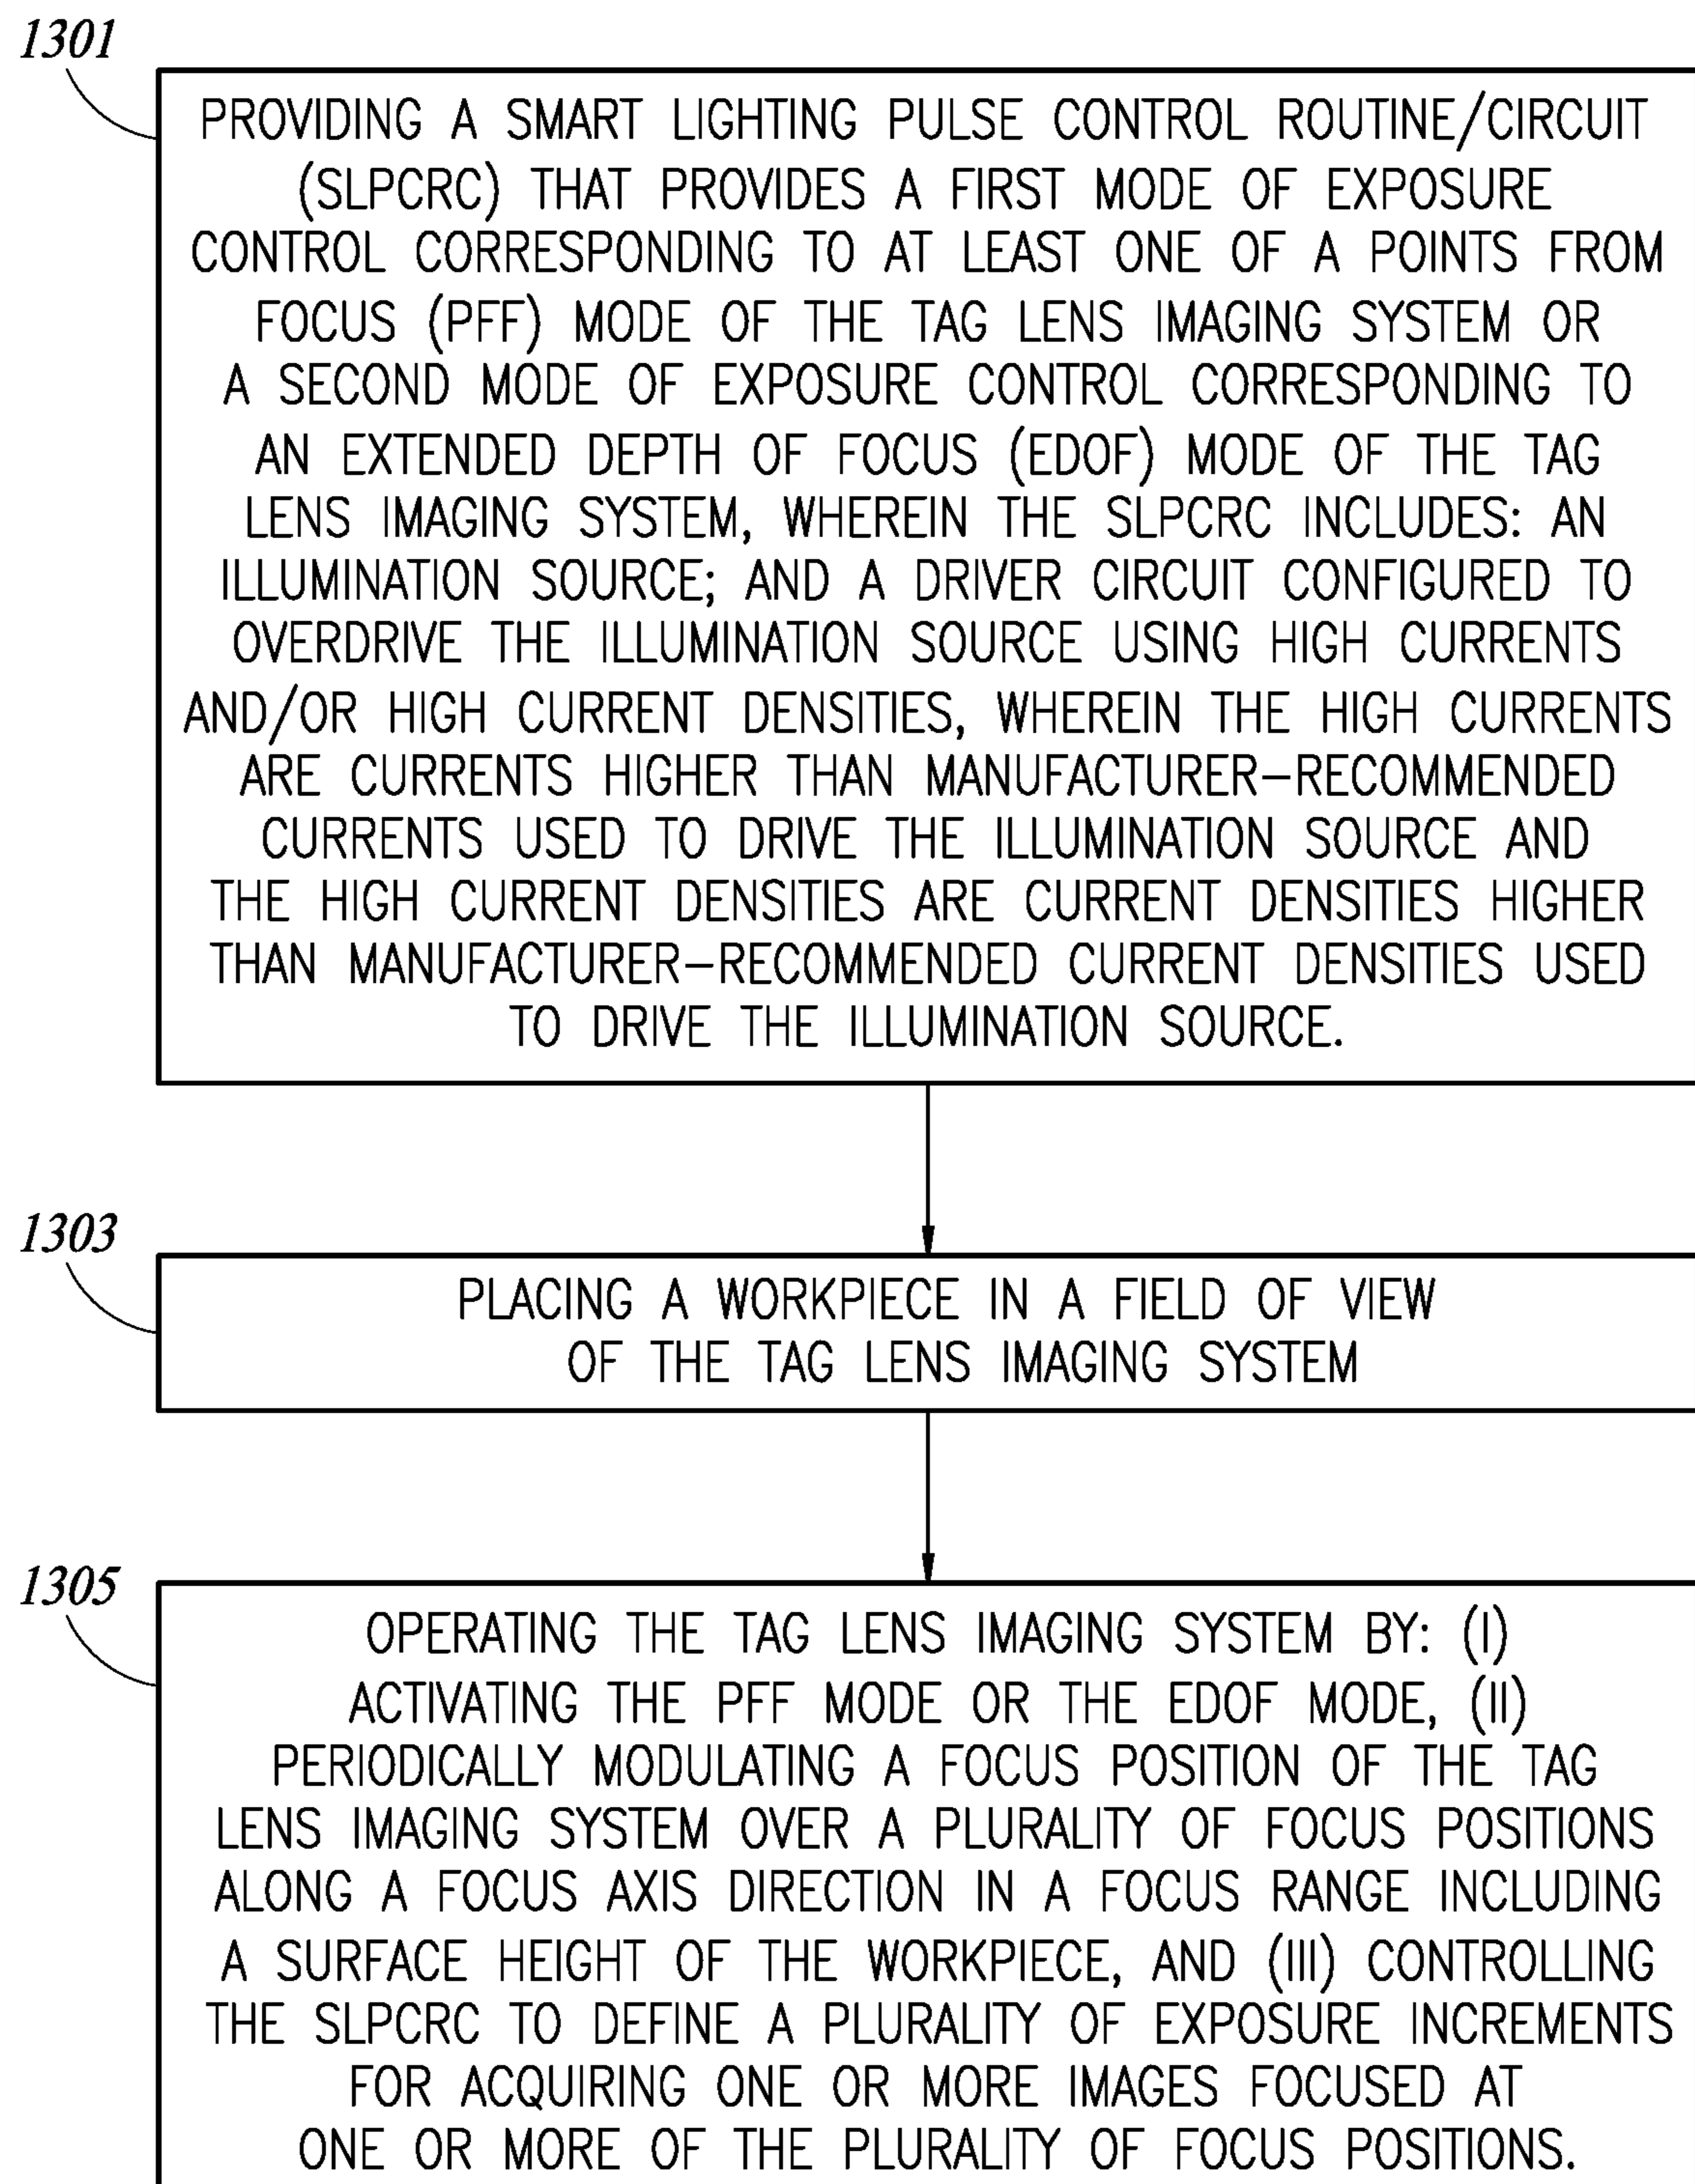 1301
PROVIDING A SMART LIGHTING PULSE CONTROL ROUTINE/CIRCUIT
(SLPCRC) THAT PROVIDES A FIRST MODE OF EXPOSURE
CONTROL CORRESPONDING TO AT LEAST ONE OF A POINTS FROM
FOCUS (PFF) MODE OF THE TAG LENS IMAGING SYSTEM OR
A SECOND MODE OF EXPOSURE CONTROL CORRESPONDING TO
AN EXTENDED DEPTH OF FOCUS (EDOF) MODE OF THE TAG
LENS IMAGING SYSTEM, WHEREIN THE SLPCRC INCLUDES: AN
ILLUMINATION SOURCE; AND A DRIVER CIRCUIT CONFIGURED TO
OVERDRIVE THE ILLUMINATION SOURCE USING HIGH CURRENTS
AND/OR HIGH CURRENT DENSITIES, WHEREIN THE HIGH CURRENTS
ARE CURRENTS HIGHER THAN MANUFACTURER–RECOMMENDED
CURRENTS USED TO DRIVE THE ILLUMINATION SOURCE AND
THE HIGH CURRENT DENSITIES ARE CURRENT DENSITIES HIGHER
THAN MANUFACTURER–RECOMMENDED CURRENT DENSITIES USED
TO DRIVE THE ILLUMINATION SOURCE.
1303
PLACING A WORKPIECE IN A FIELD OF VIEW
OF THE TAG LENS IMAGING SYSTEM
1305
OPERATING THE TAG LENS IMAGING SYSTEM BY: (I)
ACTIVATING THE PFF MODE OR THE EDOF MODE, (II)
PERIODICALLY MODULATING A FOCUS POSITION OF THE TAG
LENS IMAGING SYSTEM OVER A PLURALITY OF FOCUS POSITIONS
ALONG A FOCUS AXIS DIRECTION IN A FOCUS RANGE INCLUDING
A SURFACE HEIGHT OF THE WORKPIECE, AND (III) CONTROLLING
THE SLPCRC TO DEFINE A PLURALITY OF EXPOSURE INCREMENTS
FOR ACQUIRING ONE OR MORE IMAGES FOCUSED AT
ONE OR MORE OF THE PLURALITY OF FOCUS POSITIONS.